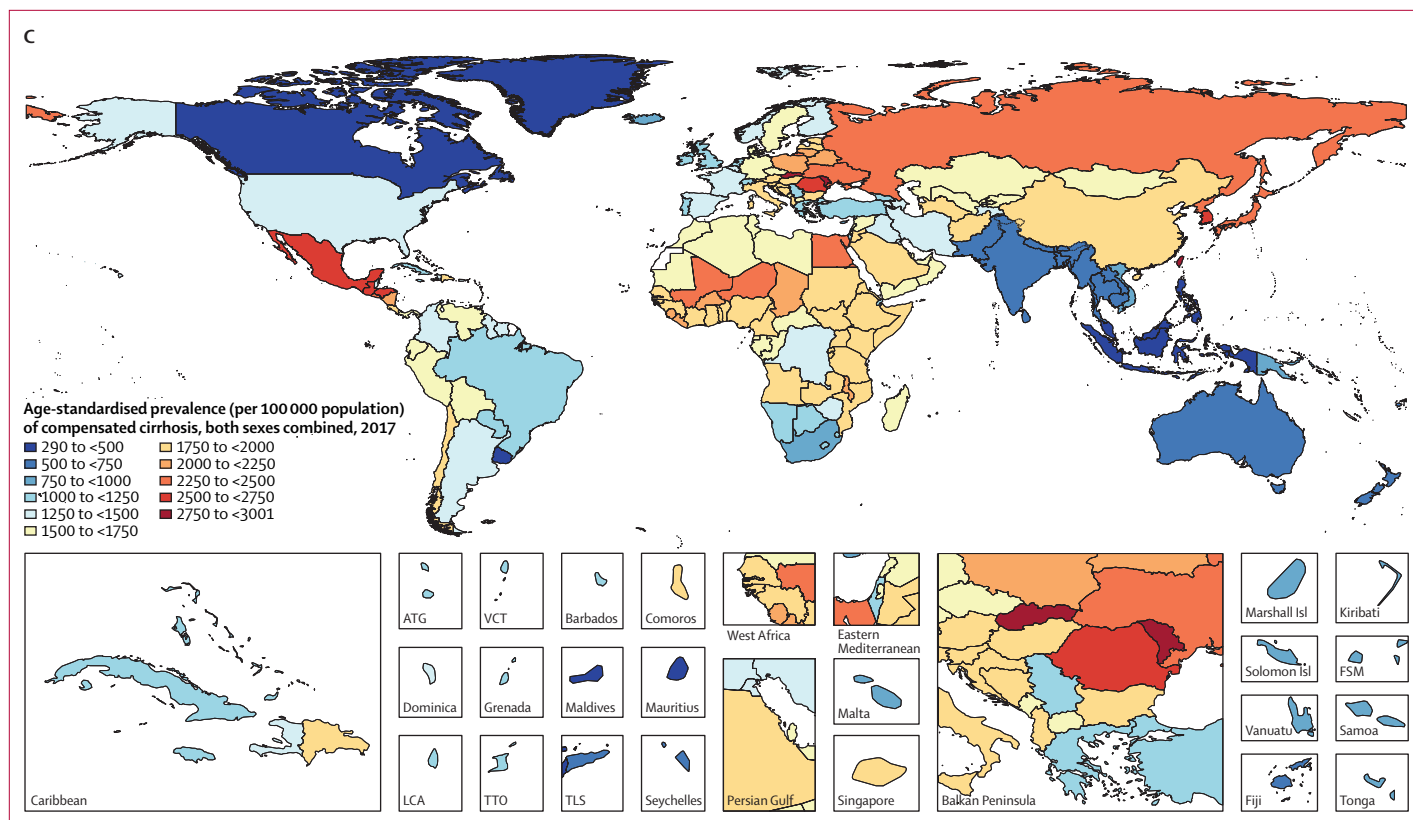 C
Age-standardised prevalence (per 100 000 population)
of compensated cirrhosis, both sexes combined, 2017
290 to <500
500 to <750
750 to <1000
1000 to <1250
1250 to <1500
1500 to <1750
1750 to <2000
2000 to <2250
2250 to <2500
2500 to <2750
2750 to <3001
Caribbean
ATG
VCT
Barbados
Comoros
Dominica
Grenada
Maldives
Mauritius
LCA
TTO
TLS
Seychelles
West Africa
Eastern
Mediterranean
Persian Gulf
Malta
Singapore
Balkan Peninsula
Marshall Isl
Kiribati
Solomon Isl
FSM
Vanuatu
Samoa
Fiji
Tonga